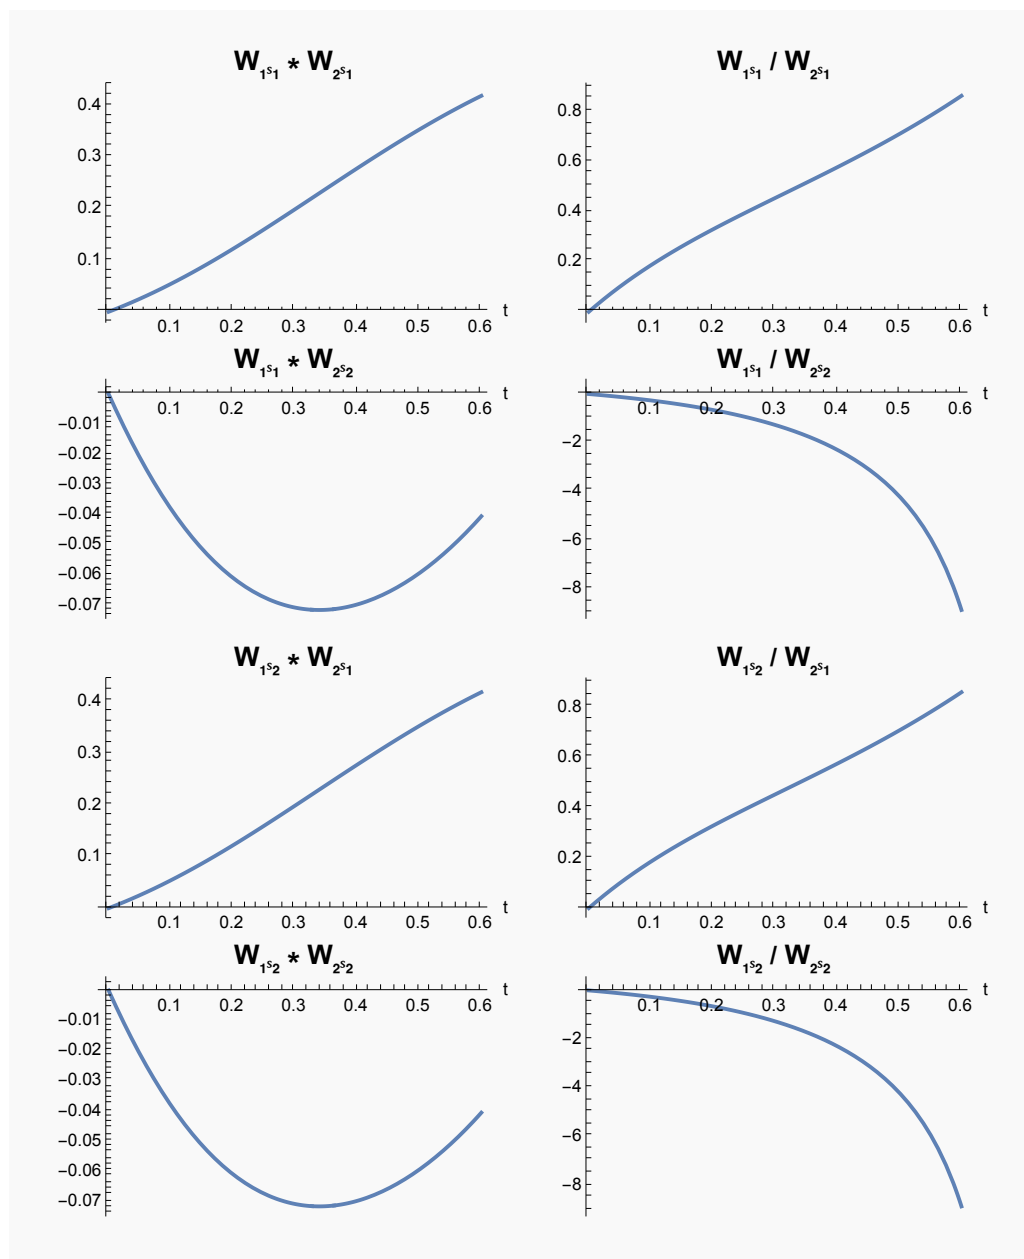 W₁ˢ₁ * W₂ˢ₁
0.4
0.3
0.2
0.1
0.1 0.2 0.3 0.4 0.5 0.6 t
W₁ˢ₁ / W₂ˢ₁
0.8
0.6
0.4
0.2
0.1 0.2 0.3 0.4 0.5 0.6 t
W₁ˢ₁ * W₂ˢ₂
0.1 0.2 0.3 0.4 0.5 0.6 t
−0.01
−0.02
−0.03
−0.04
−0.05
−0.06
−0.07
W₁ˢ₁ / W₂ˢ₂
0.1 0.2 0.3 0.4 0.5 0.6 t
−2
−4
−6
−8
W₁ˢ₂ * W₂ˢ₁
0.4
0.3
0.2
0.1
0.1 0.2 0.3 0.4 0.5 0.6 t
W₁ˢ₂ / W₂ˢ₁
0.8
0.6
0.4
0.2
0.1 0.2 0.3 0.4 0.5 0.6 t
W₁ˢ₂ * W₂ˢ₂
0.1 0.2 0.3 0.4 0.5 0.6 t
−0.01
−0.02
−0.03
−0.04
−0.05
−0.06
−0.07
W₁ˢ₂ / W₂ˢ₂
0.1 0.2 0.3 0.4 0.5 0.6 t
−2
−4
−6
−8